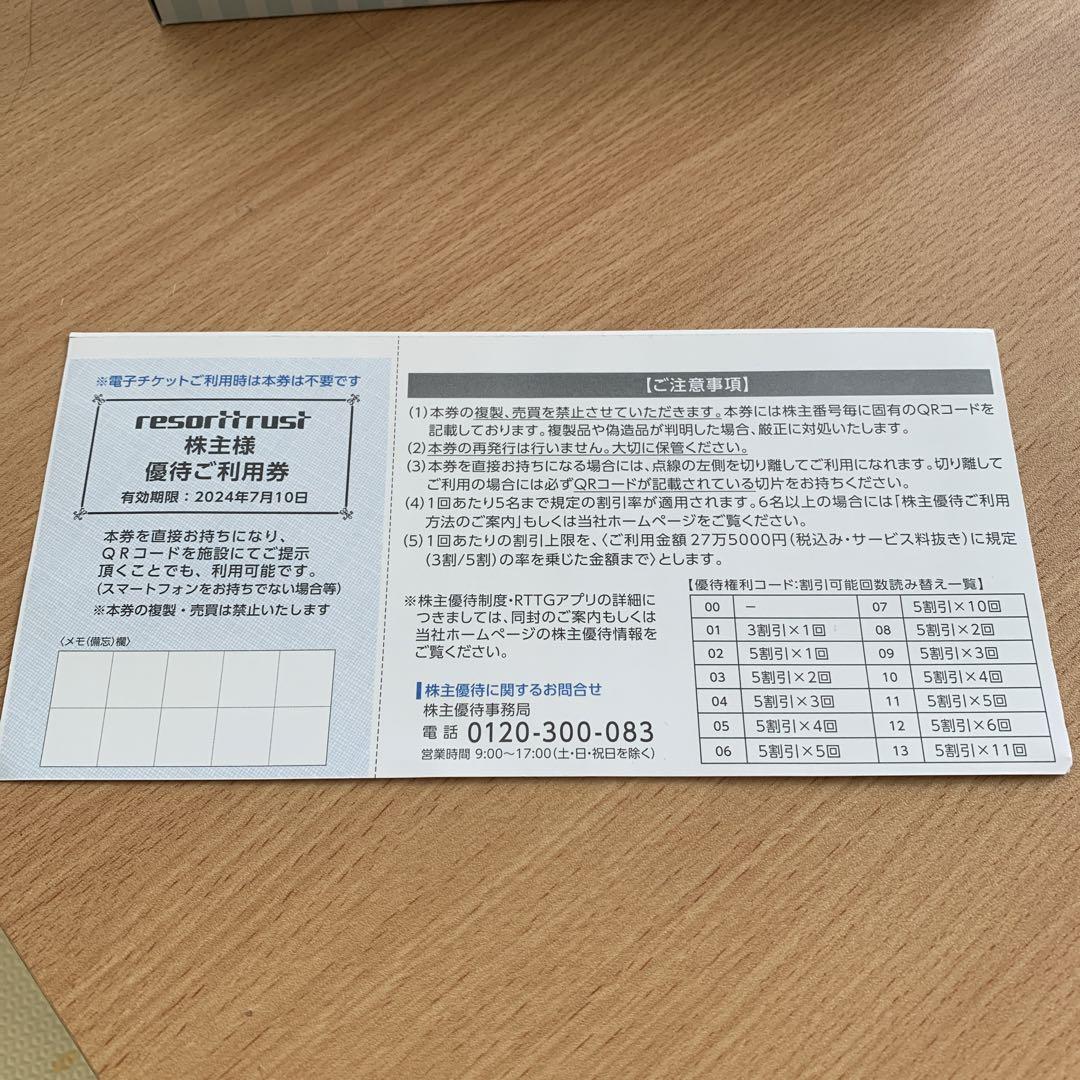 ※電子チケットご利用時は本券は不要です
resorttrust
株主様
優待ご利用券
有効期限：2024年7月10日
本券を直接お持ちになり、
QRコードを施設にてご提示
頂くことでも、利用可能です。
(スマートフォンをお持ちでない場合等)
※本券の複製・売買は禁止いたします
〈メモ(備忘)欄〉
【ご注意事項】
(1)本券の複製、売買を禁止させていただきます。本券には株主番号毎に固有のQRコードを
記載しております。複製品や偽造品が判明した場合、厳正に対処いたします。
(2)本券の再発行は行いません。大切に保管ください。
(3)本券を直接お持ちになる場合には、点線の左側を切り離してご利用になれます。切り離して
ご利用の場合には必ずQRコードが記載されている切片をお持ちください。
(4)1回あたり5名まで規定の割引率が適用されます。6名以上の場合には「株主優待ご利用
方法のご案内」もしくは当社ホームページをご覧ください。
(5)1回あたりの割引上限を、〈ご利用金額27万5000円(税込み・サービス料抜き)に規定
(3割/5割)の率を乗じた金額まで〉とします。
※株主優待制度・RTTGアプリの詳細に
つきましては、同封のご案内もしくは
当社ホームページの株主優待情報を
ご覧ください。
株主優待に関するお問合せ
株主優待事務局
電話 0120-300-083
営業時間 9:00～17:00(土・日・祝日を除く)
【優待権利コード：割引可能回数読み替え一覧】
00 － 07 5割引×10回
01 3割引×1回 08 5割引×2回
02 5割引×1回 09 5割引×3回
03 5割引×2回 10 5割引×4回
04 5割引×3回 11 5割引×5回
05 5割引×4回 12 5割引×6回
06 5割引×5回 13 5割引×11回